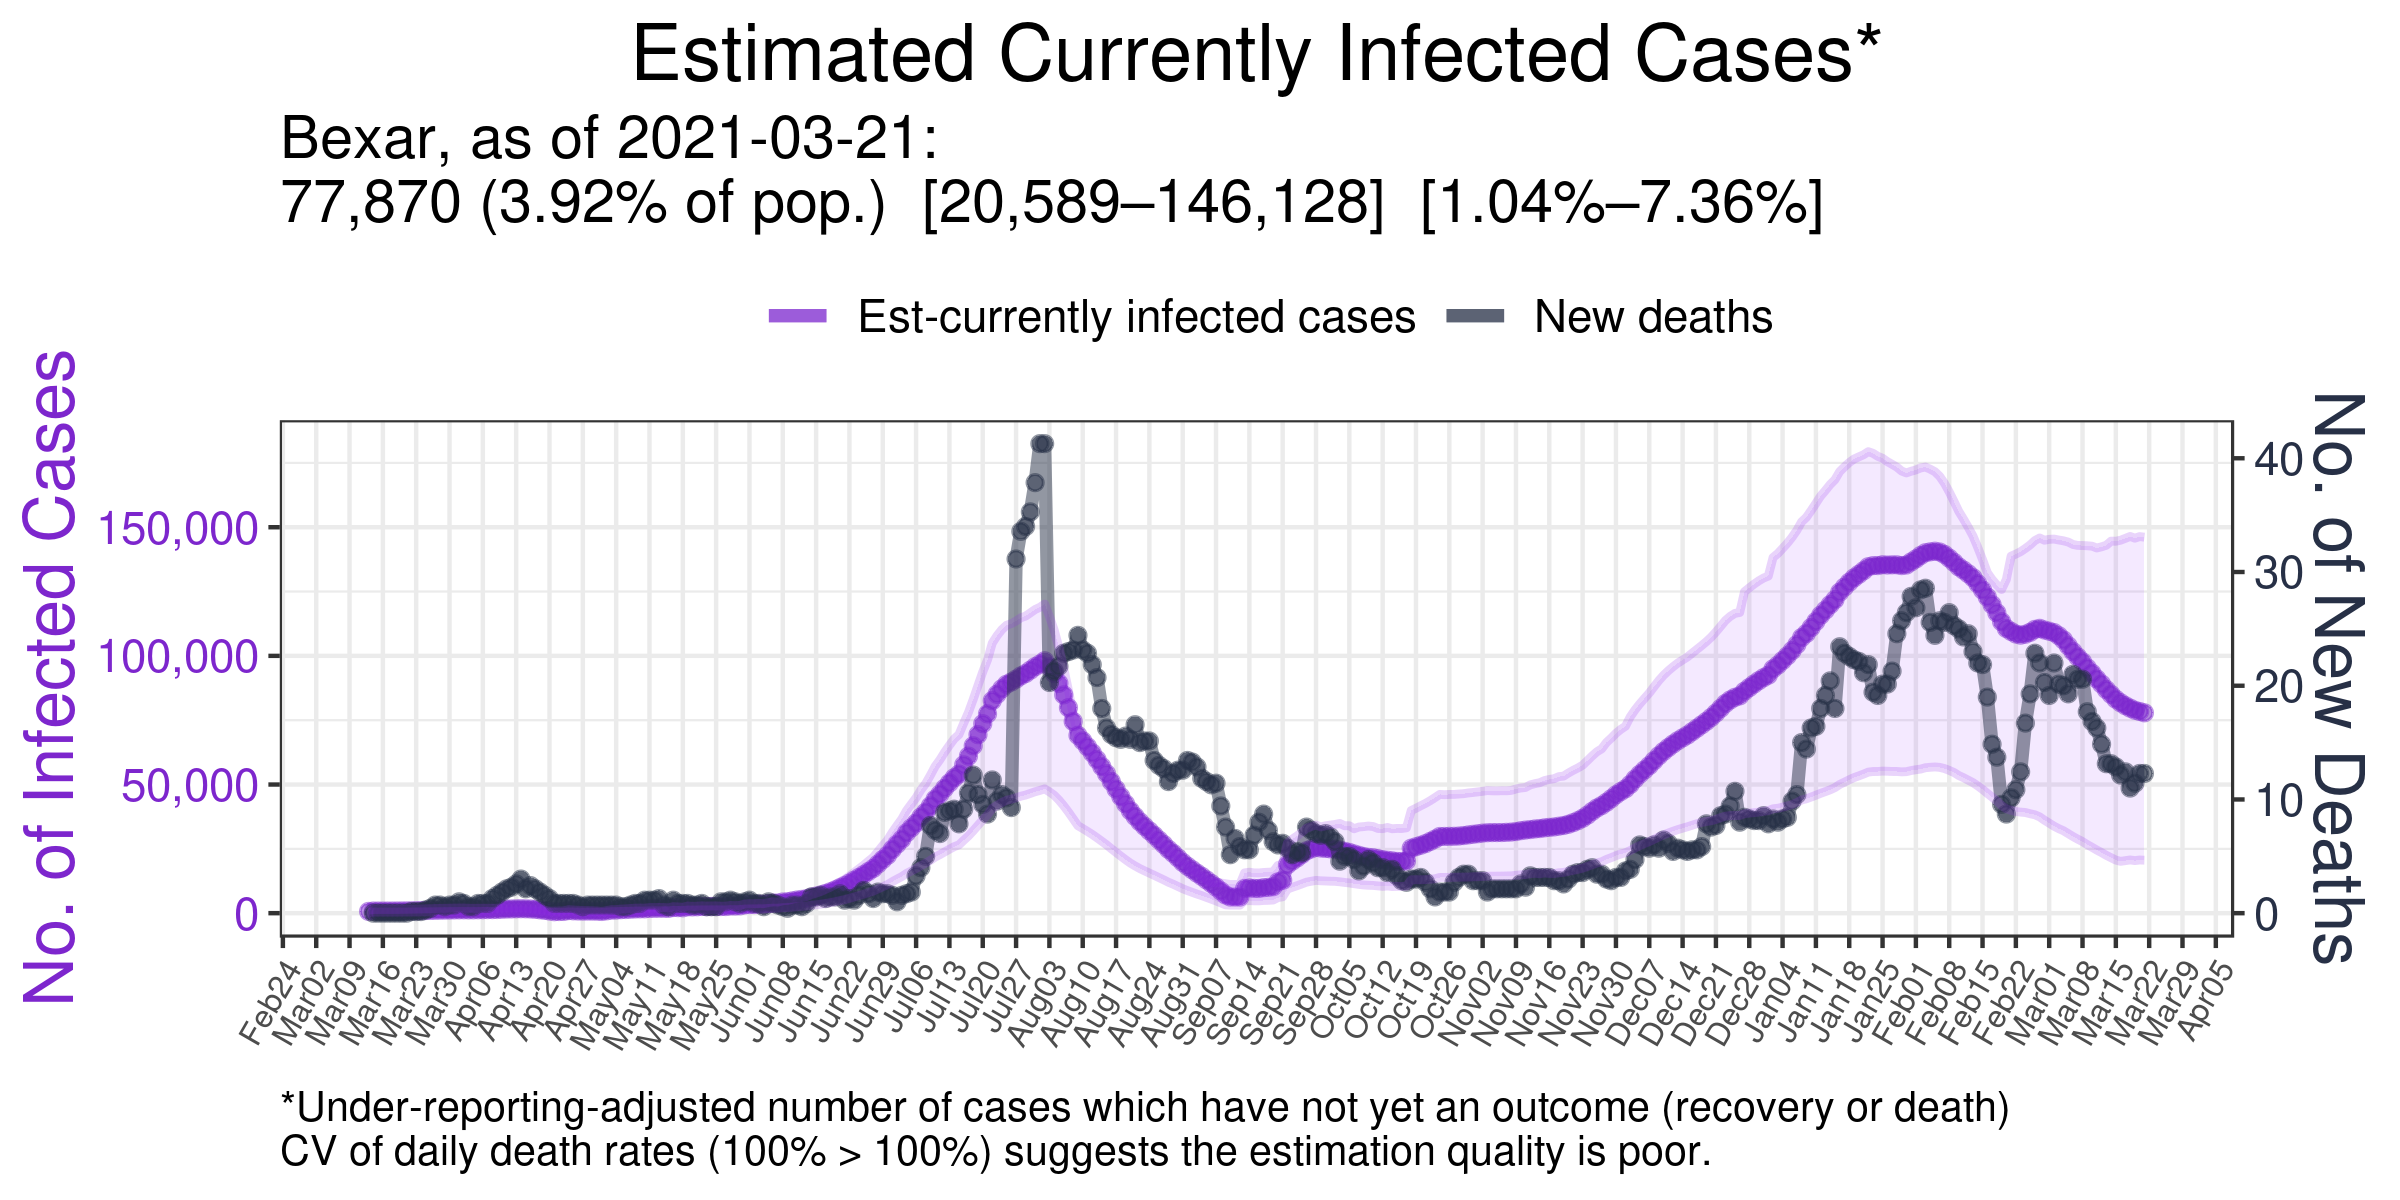 Estimated Currently Infected Cases*
Bexar, as of 2021-03-21:
77,870 (3.92% of pop.)  [20,589–146,128]  [1.04%–7.36%]
Est-currently infected cases
New deaths
No. of Infected Cases
150,000
100,000
50,000
0
40
30
20
10
0
No. of New Deaths
Feb24
Mar02
Mar09
Mar16
Mar23
Mar30
Apr06
Apr13
Apr20
Apr27
May04
May11
May18
May25
Jun01
Jun08
Jun15
Jun22
Jun29
Jul06
Jul13
Jul20
Jul27
Aug03
Aug10
Aug17
Aug24
Aug31
Sep07
Sep14
Sep21
Sep28
Oct05
Oct12
Oct19
Oct26
Nov02
Nov09
Nov16
Nov23
Nov30
Dec07
Dec14
Dec21
Dec28
Jan04
Jan11
Jan18
Jan25
Feb01
Feb08
Feb15
Feb22
Mar01
Mar08
Mar15
Mar22
Mar29
Apr05
*Under-reporting-adjusted number of cases which have not yet an outcome (recovery or death)
CV of daily death rates (100% > 100%) suggests the estimation quality is poor.